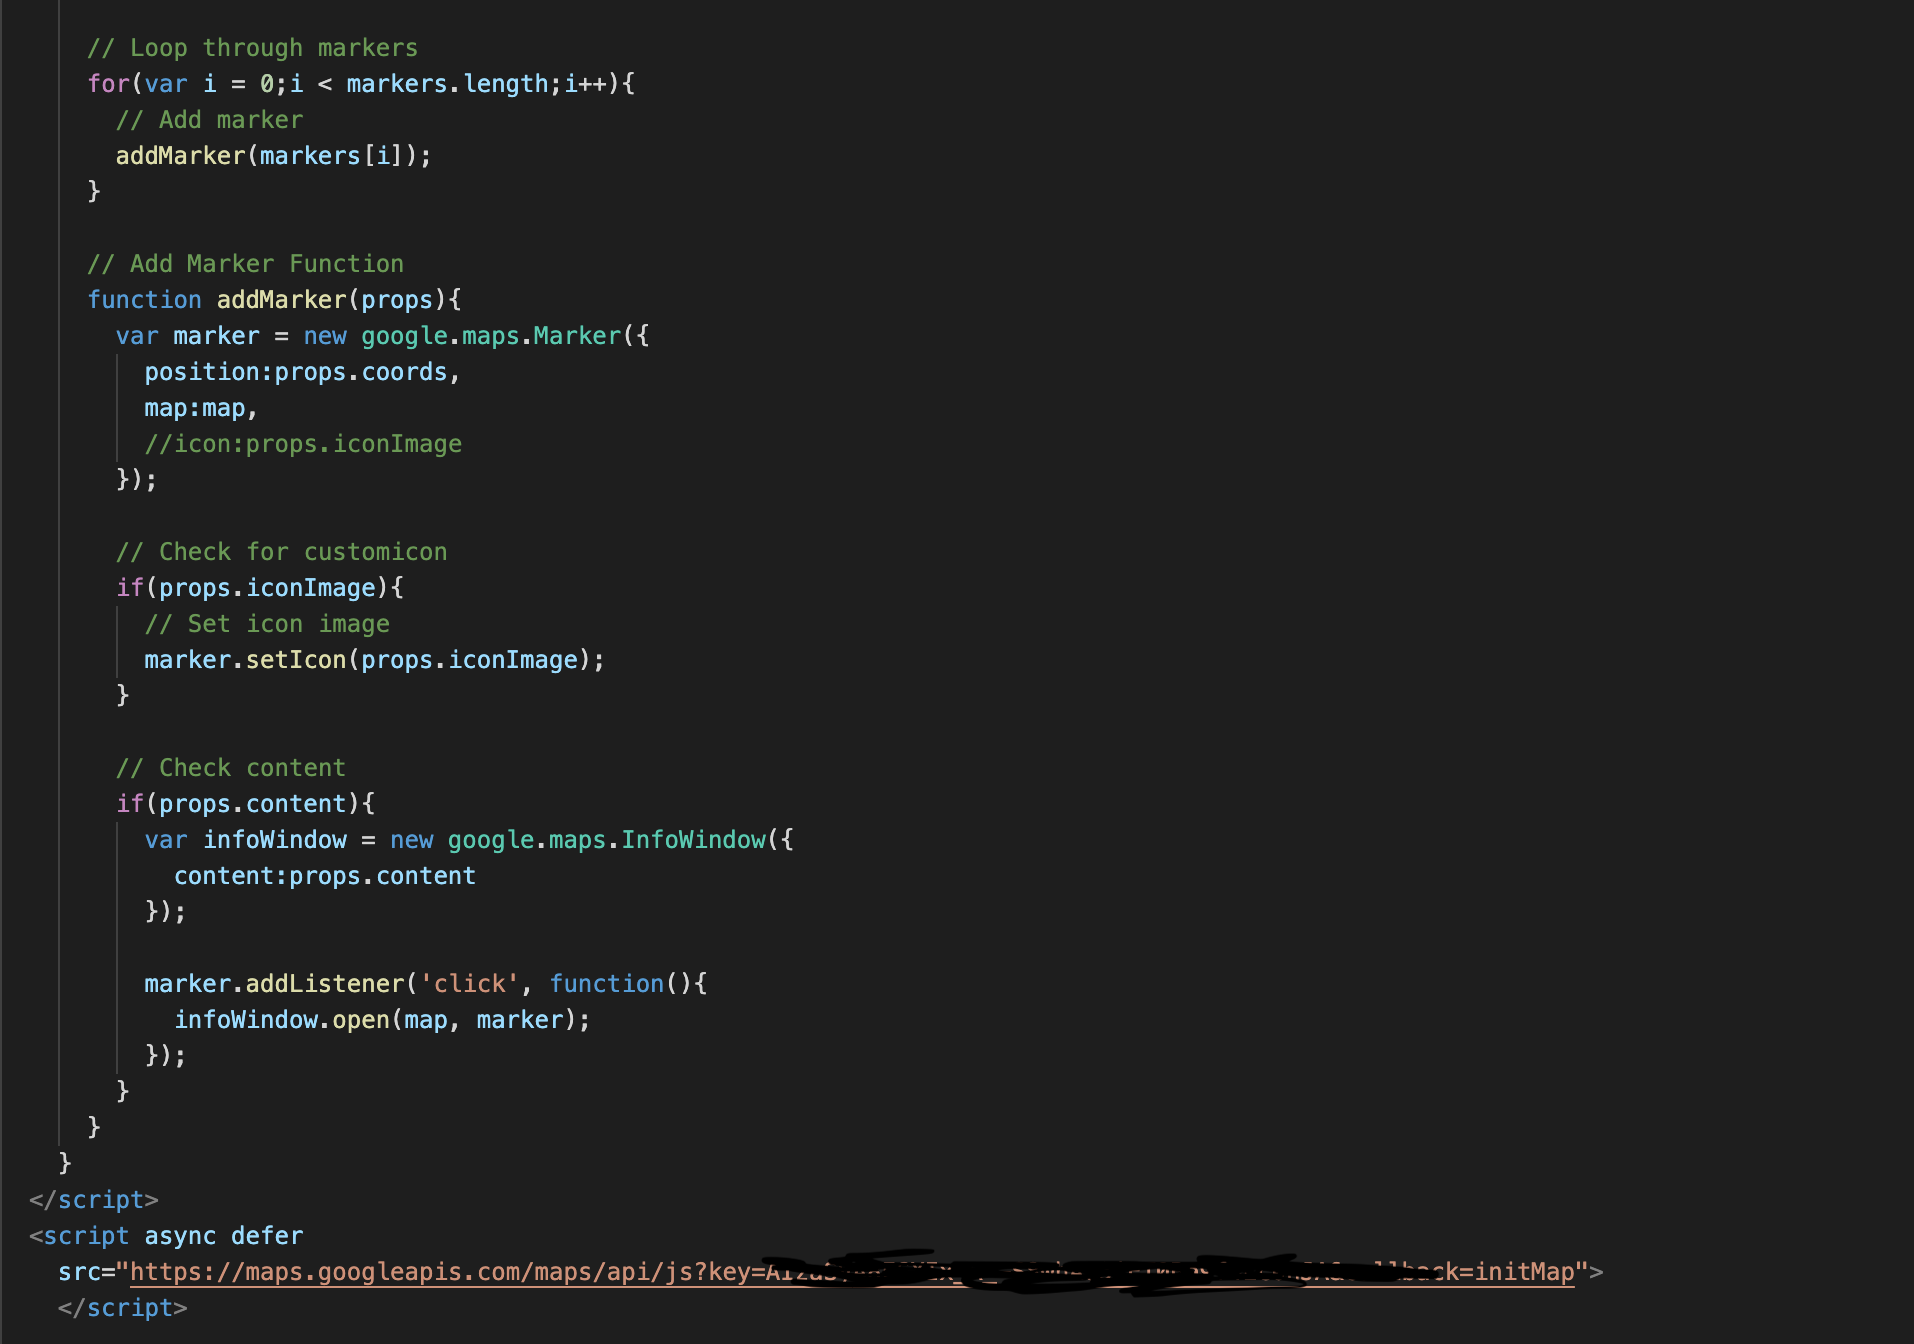 // Loop through markers
for(var i = 0;i < markers.length;i++){
// Add marker
addMarker(markers[i]);
}
// Add Marker Function
function addMarker(props){
var marker = new google.maps.Marker({
position:props.coords,
map:map,
//icon:props.iconImage
});
// Check for customicon
if(props.iconImage){
// Set icon image
marker.setIcon(props.iconImage);
}
// Check content
if(props.content){
var infoWindow = new google.maps.InfoWindow({
content:props.content
});
marker.addListener('click', function(){
infoWindow.open(map, marker);
});
}
}
}
</script>
<script async defer
src="https://maps.googleapis.com/maps/api/js?key= =initMap">
</script>